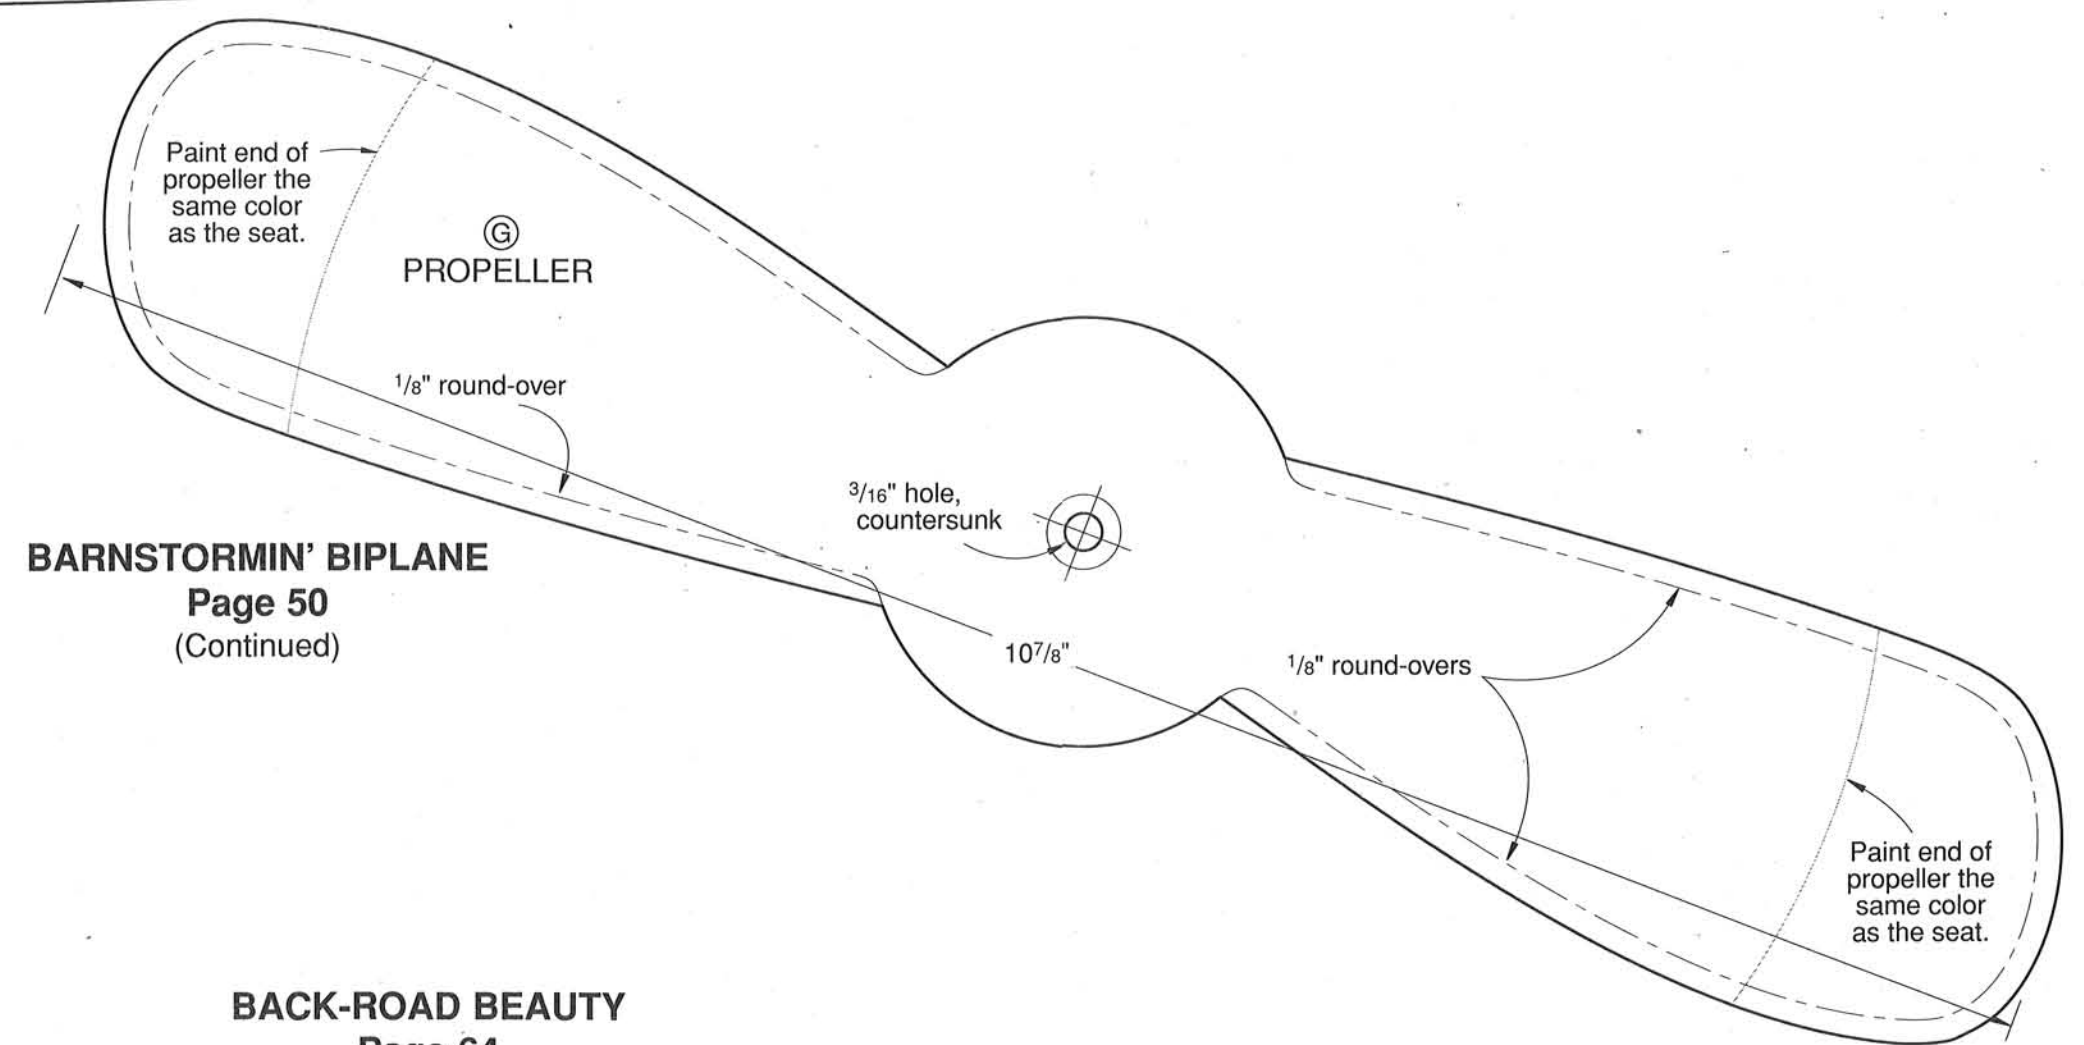 Paint end of
propeller the
same color
as the seat.
G
PROPELLER
1/8" round-over
3/16" hole,
countersunk
BARNSTORMIN' BIPLANE
Page 50
(Continued)
10 7/8"
1/8" round-overs
Paint end of
propeller the
same color
as the seat.
BACK-ROAD BEAUTY
Page 64